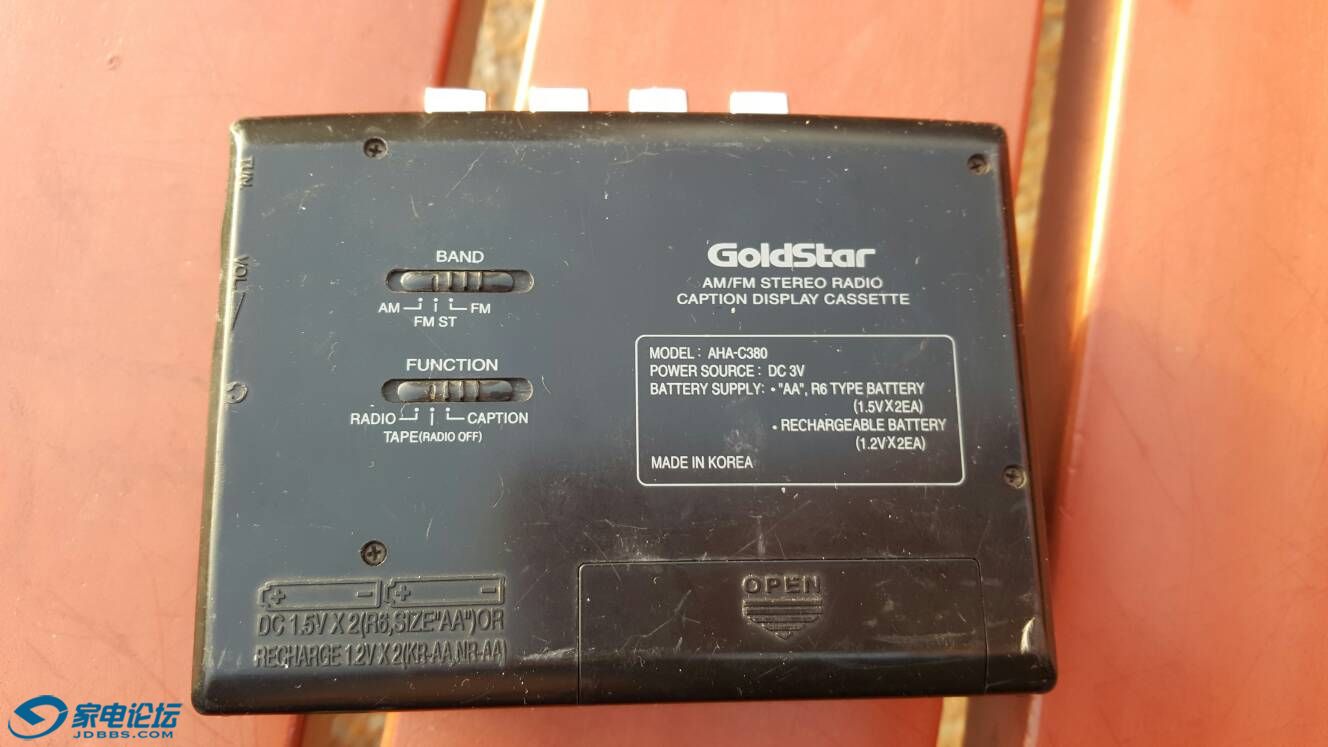 TUN
VOL
BAND
AM FM
FM ST
FUNCTION
RADIO CAPTION
TAPE(RADIO OFF)
GoldStar
AM/FM STEREO RADIO
CAPTION DISPLAY CASSETTE
MODEL : AHA-C380
POWER SOURCE : DC 3V
BATTERY SUPPLY: • "AA", R6 TYPE BATTERY
(1.5VX2EA)
• RECHARGEABLE BATTERY
(1.2VX2EA)
MADE IN KOREA
+ - + -
DC 1.5V X 2(R6,SIZE"AA")OR
RECHARGE 1.2V X 2(KR-AA,NR-AA)
OPEN
家电论坛
JDBBS.COM